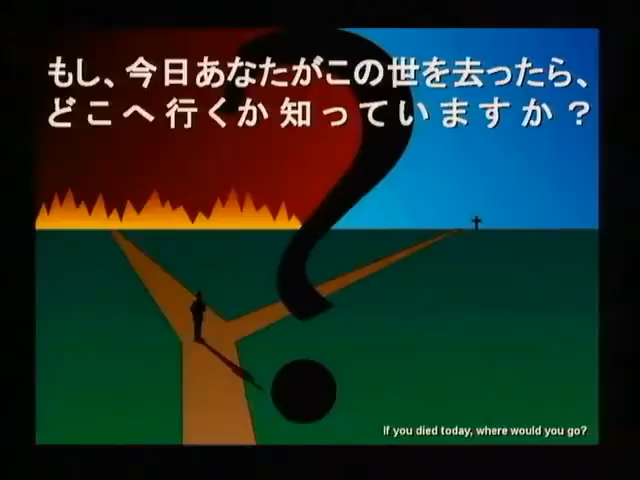 もし、今日あなたがこの世を去ったら、
どこへ行くか知っていますか？
If you died today, where would you go?